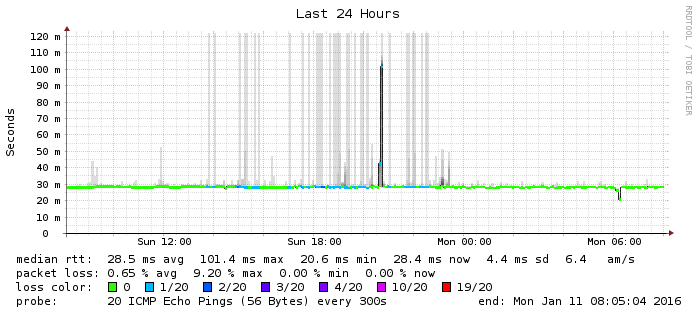 Last 24 Hours
RRDTOOL / TOBI OETIKER
Seconds
120 m
100 m
90 m
80 m
70 m
60 m
50 m
40 m
30 m
20 m
10 m
0
Sun 12:00 Sun 18:00 Mon 00:00 Mon 06:00
median rtt: 28.5 ms avg 101.4 ms max 20.6 ms min 28.4 ms now 4.4 ms sd 6.4 am/s
packet loss: 0.65 % avg 9.20 % max 0.00 % min 0.00 % now
loss color: 0 1/20 2/20 3/20 4/20 10/20 19/20
probe: 20 ICMP Echo Pings (56 Bytes) every 300s end: Mon Jan 11 08:05:04 2016